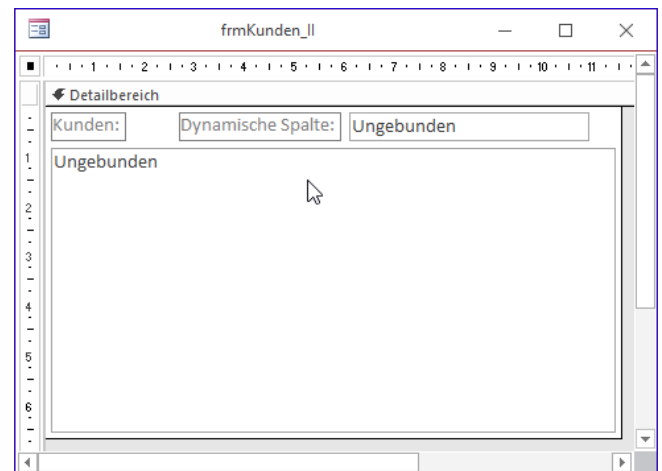 frmKunden_II
1 2 3 4 5 6 7 8 9 10 11
Detailbereich
Kunden: Dynamische Spalte: Ungebunden
Ungebunden
1
2
3
4
5
6